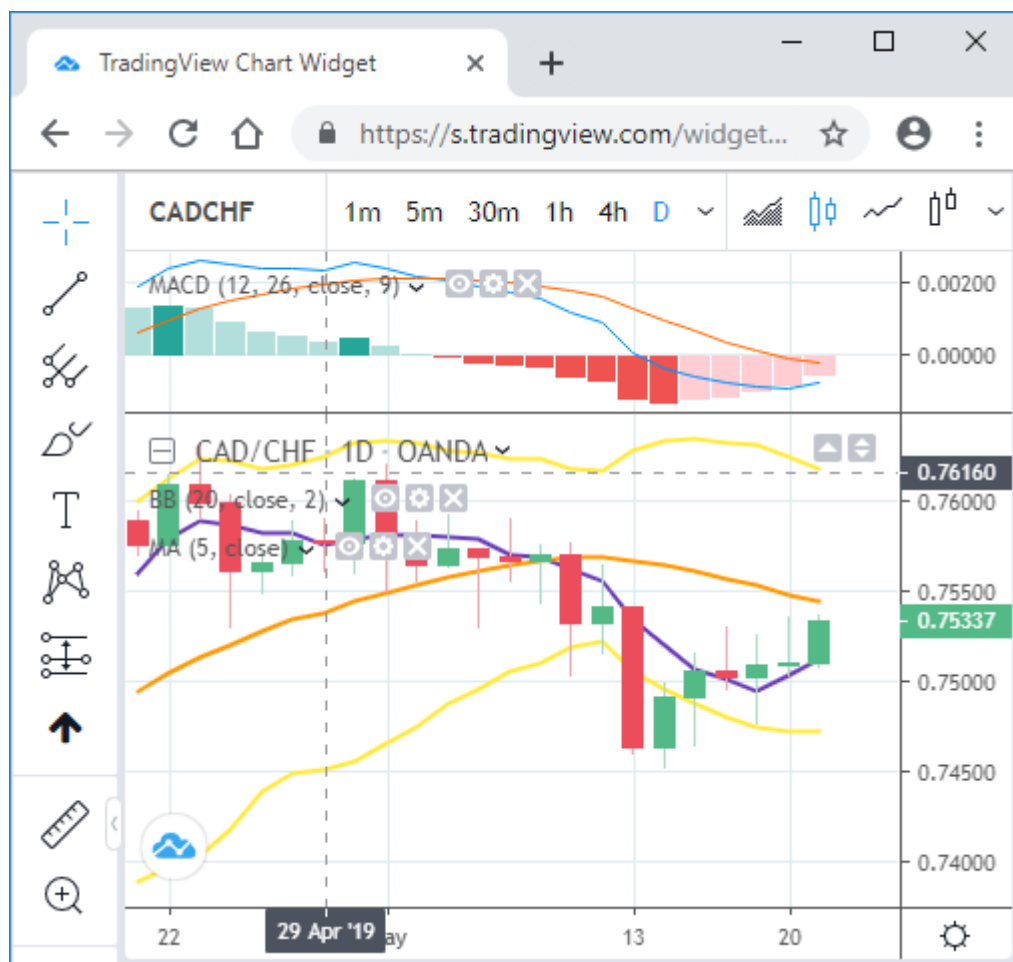 TradingView Chart Widget
https://s.tradingview.com/widget...
CADCHF 1m 5m 30m 1h 4h D
MACD (12, 26, close, 9)
0.00200
0.00000
CAD/CHF · 1D · OANDA
0.76160
BB (20, close, 2)
0.76000
MA (5, close)
0.75500
0.75337
0.75000
0.74500
0.74000
22 29 Apr '19 ay 13 20